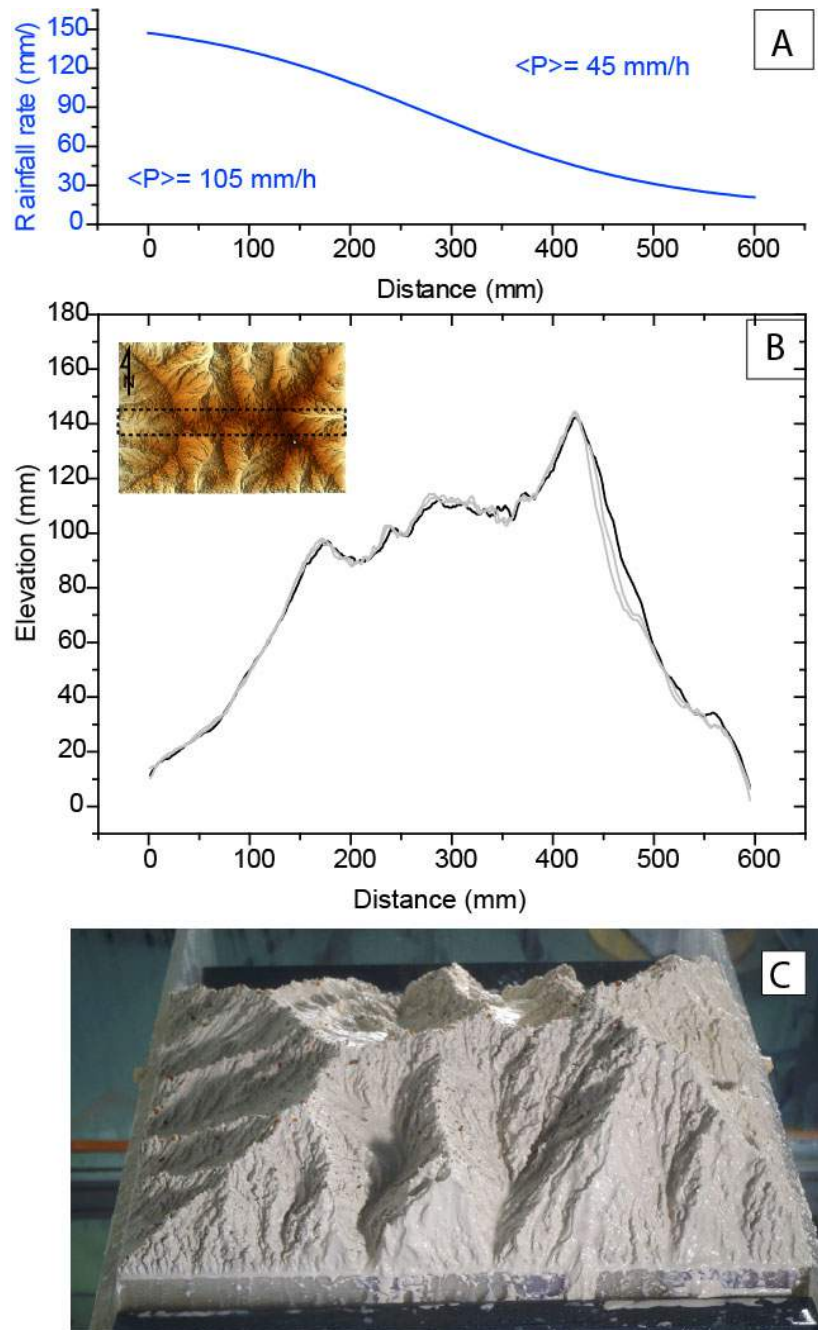 A
Rainfall rate (mm/)
150
120
90
60
30
0
<P>= 45 mm/h
<P>= 105 mm/h
0 100 200 300 400 500 600
Distance (mm)
B
N
Elevation (mm)
180
160
140
120
100
80
60
40
20
0
0 100 200 300 400 500 600
Distance (mm)
C